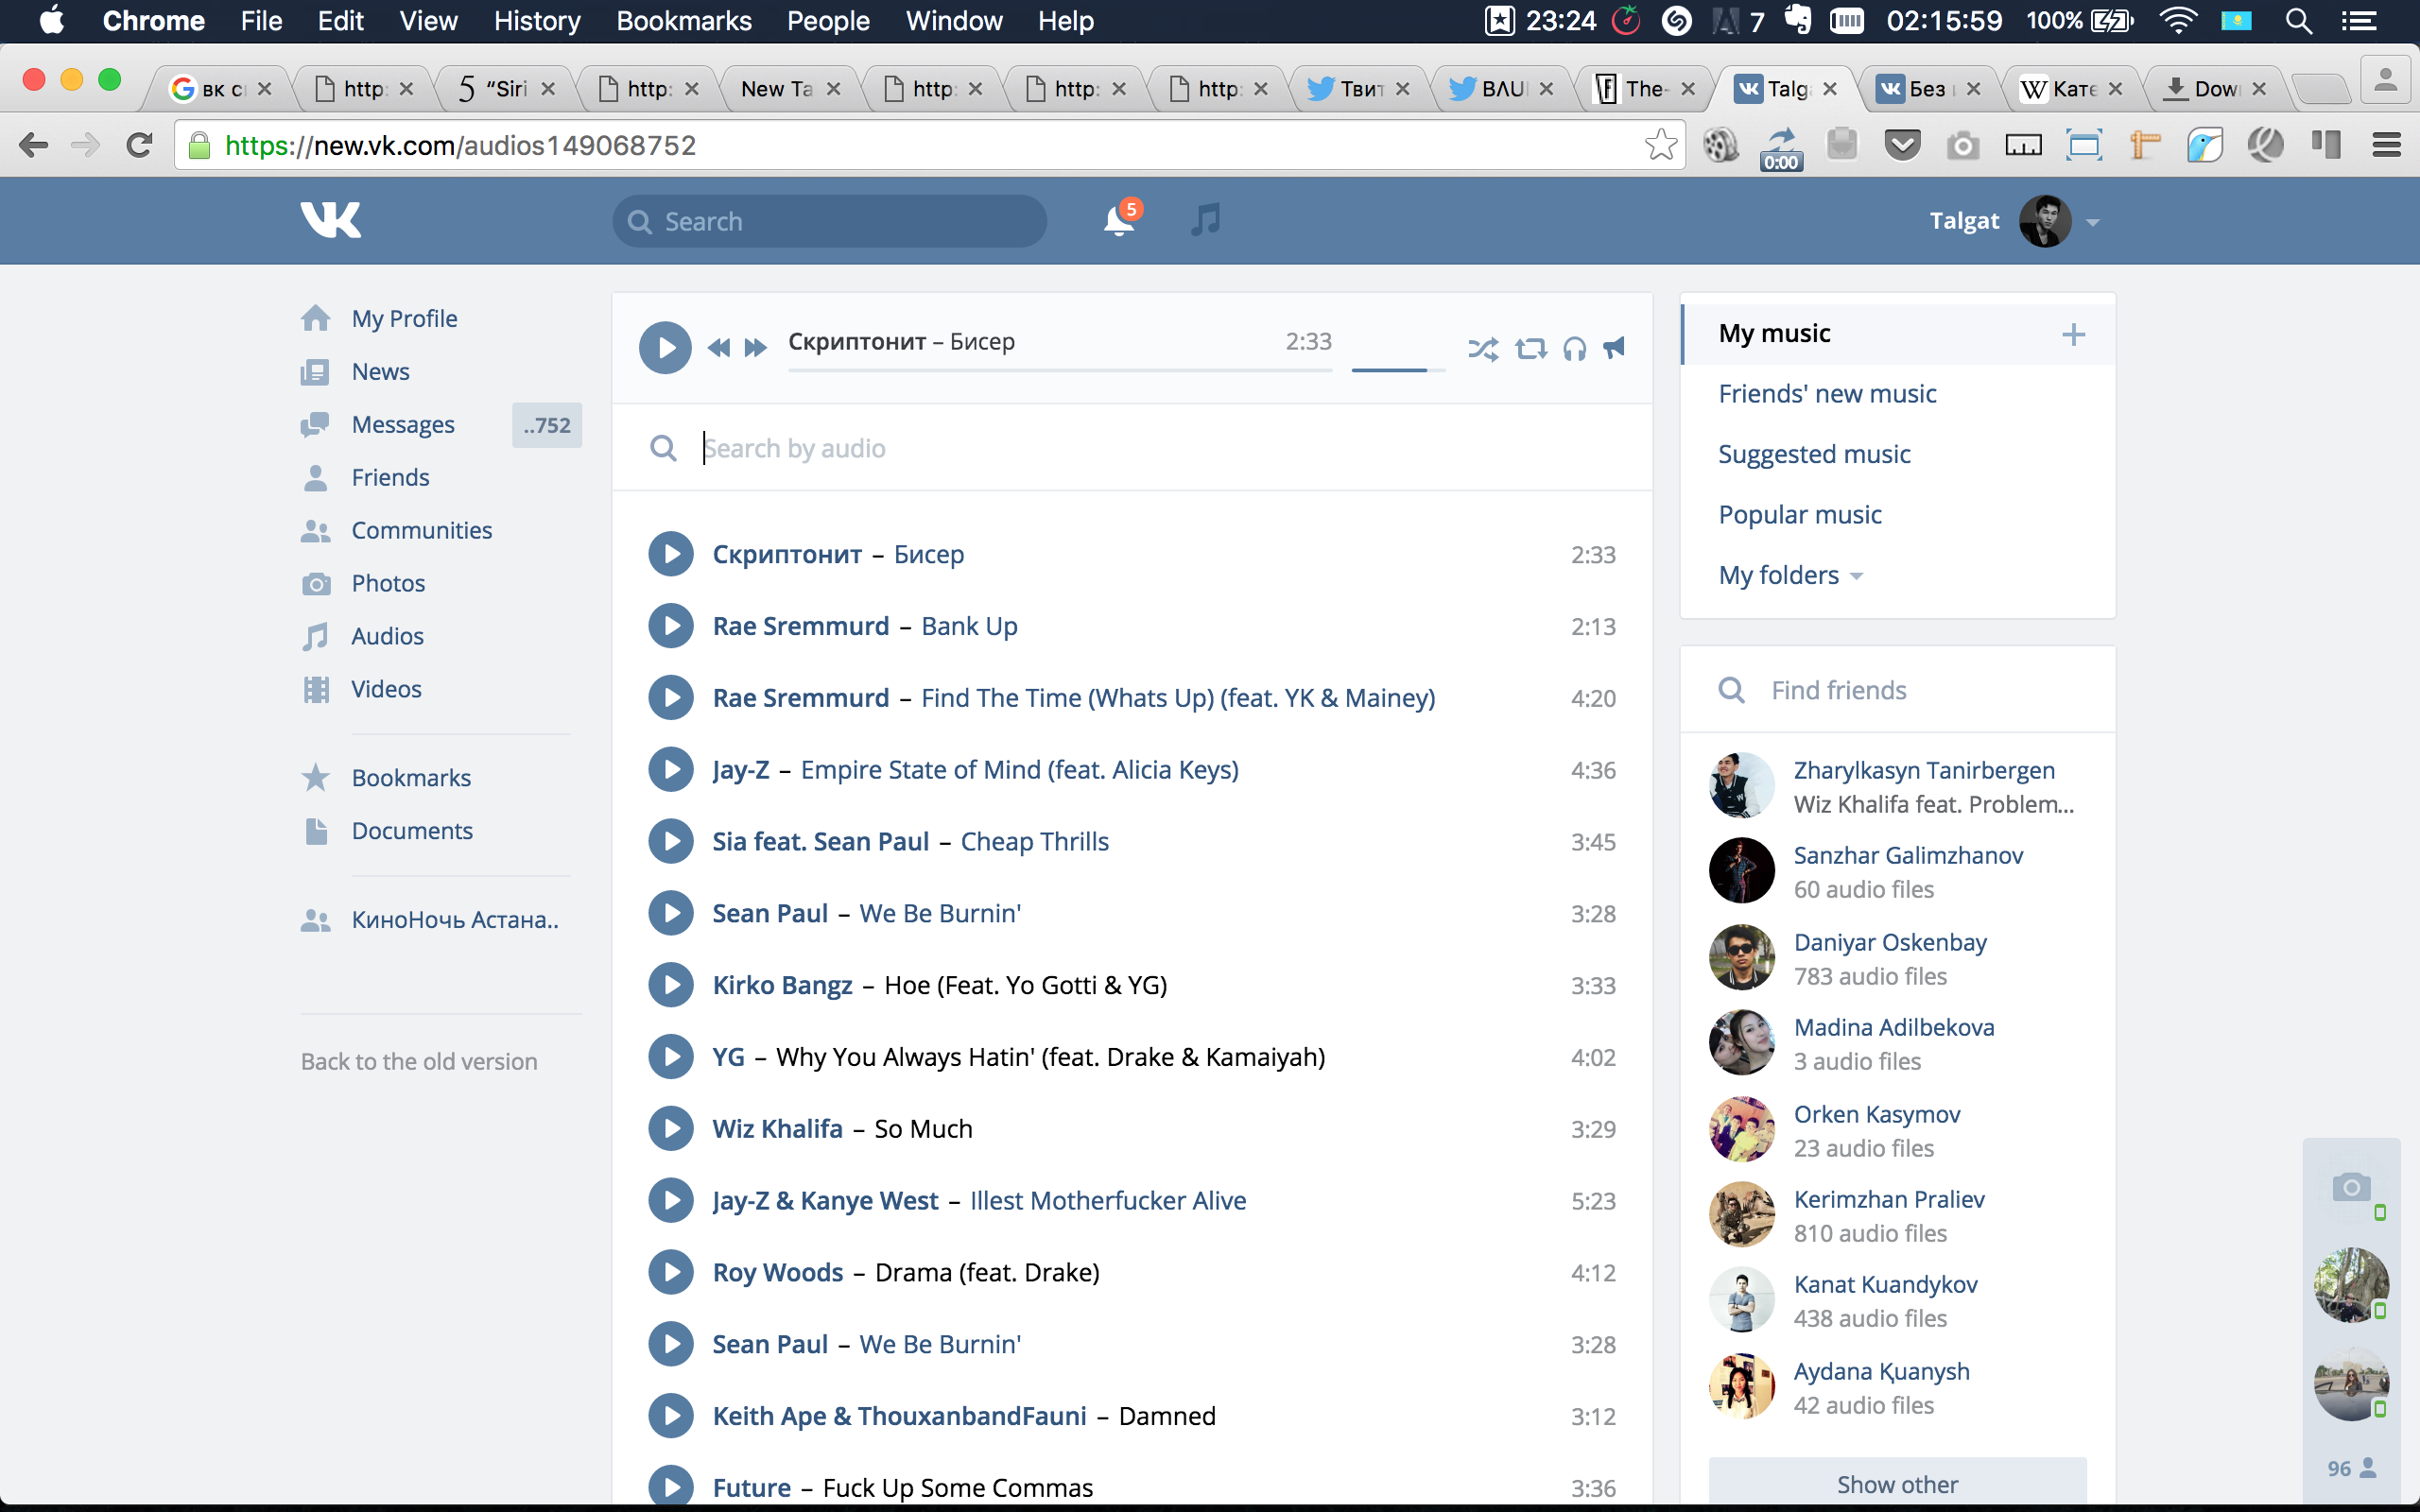 Chrome File Edit View History Bookmarks People Window Help 23:24 7 02:15:59 100%
вк с http: 5 “Siri http: New Ta http: http: http: Твит BΛU The- Talg Без Кате Dow
https://new.vk.com/audios149068752 0:00
Search 5 Talgat
My Profile
News
Messages ..752
Friends
Communities
Photos
Audios
Videos
Bookmarks
Documents
КиноНочь Астана..
Back to the old version
Скриптонит – Бисер 2:33
Search by audio
Скриптонит – Бисер 2:33
Rae Sremmurd – Bank Up 2:13
Rae Sremmurd – Find The Time (Whats Up) (feat. YK & Mainey) 4:20
Jay-Z – Empire State of Mind (feat. Alicia Keys) 4:36
Sia feat. Sean Paul – Cheap Thrills 3:45
Sean Paul – We Be Burnin' 3:28
Kirko Bangz – Hoe (Feat. Yo Gotti & YG) 3:33
YG – Why You Always Hatin' (feat. Drake & Kamaiyah) 4:02
Wiz Khalifa – So Much 3:29
Jay-Z & Kanye West – Illest Motherfucker Alive 5:23
Roy Woods – Drama (feat. Drake) 4:12
Sean Paul – We Be Burnin' 3:28
Keith Ape & ThouxanbandFauni – Damned 3:12
Future – Fuck Up Some Commas 3:36
My music
Friends' new music
Suggested music
Popular music
My folders
Find friends
Zharylkasyn Tanirbergen
Wiz Khalifa feat. Problem...
Sanzhar Galimzhanov
60 audio files
Daniyar Oskenbay
783 audio files
Madina Adilbekova
3 audio files
Orken Kasymov
23 audio files
Kerimzhan Praliev
810 audio files
Kanat Kuandykov
438 audio files
Aydana Қuanysh
42 audio files
Show other
96